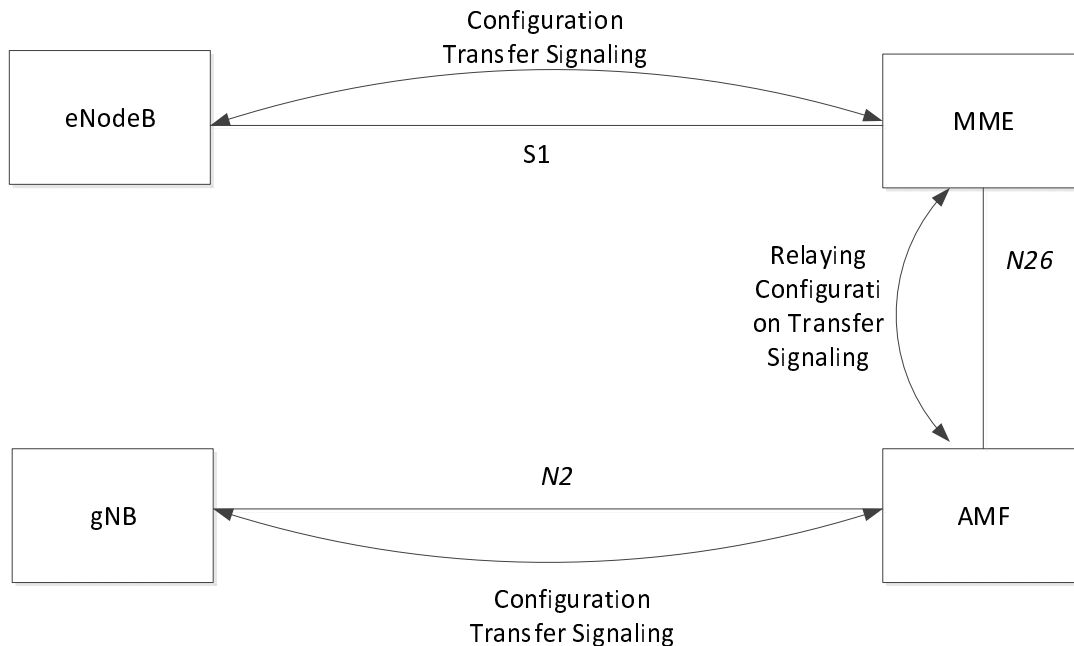 Configuration
Transfer Signaling
eNodeB
MME
S1
Relaying
Configurati
on Transfer
Signaling
N26
N2
gNB
AMF
Configuration
Transfer Signaling